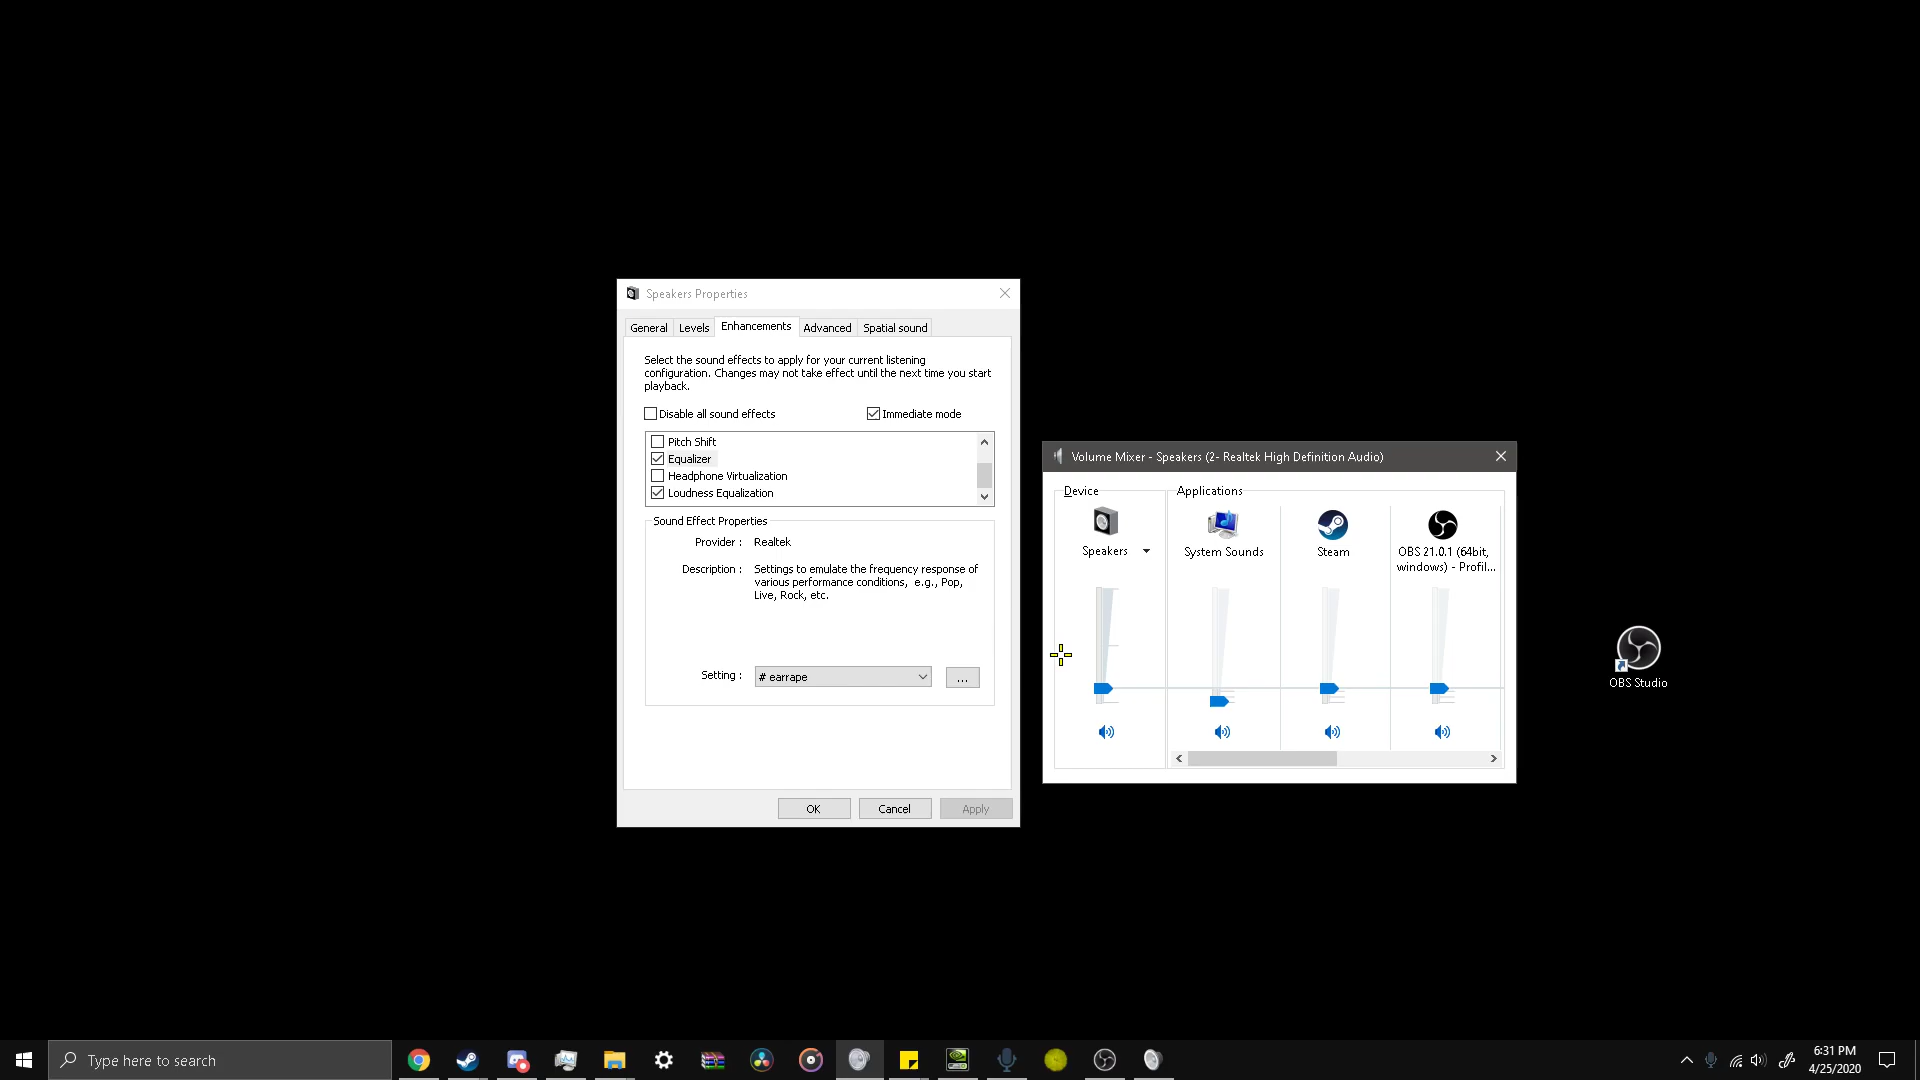 Speakers Properties
General
Levels
Enhancements
Advanced
Spatial sound
Select the sound effects to apply for your current listening
configuration. Changes may not take effect until the next time you start
playback.
Disable all sound effects
Immediate mode
Pitch Shift
Equalizer
Headphone Virtualization
Loudness Equalization
Sound Effect Properties
Provider : Realtek
Description : Settings to emulate the frequency response of
various performance conditions, e.g., Pop,
Live, Rock, etc.
Setting : # earrape
...
OK
Cancel
Apply
Volume Mixer - Speakers (2- Realtek High Definition Audio)
Device
Applications
Speakers
System Sounds
Steam
OBS 21.0.1 (64bit,
windows) - Profil...
OBS Studio
Type here to search
6:31 PM
4/25/2020